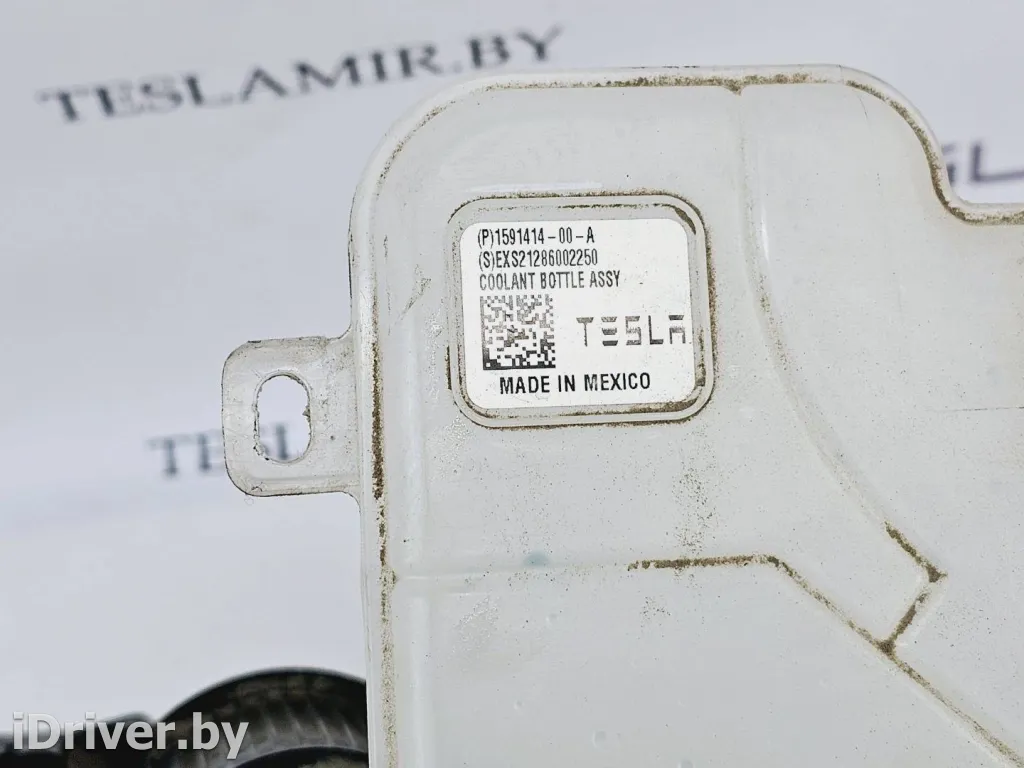 TESLAMIR.BY
(P)1591414-00-A
(S)EXS21286002250
COOLANT BOTTLE ASSY
TESLA
MADE IN MEXICO
iDriver.by